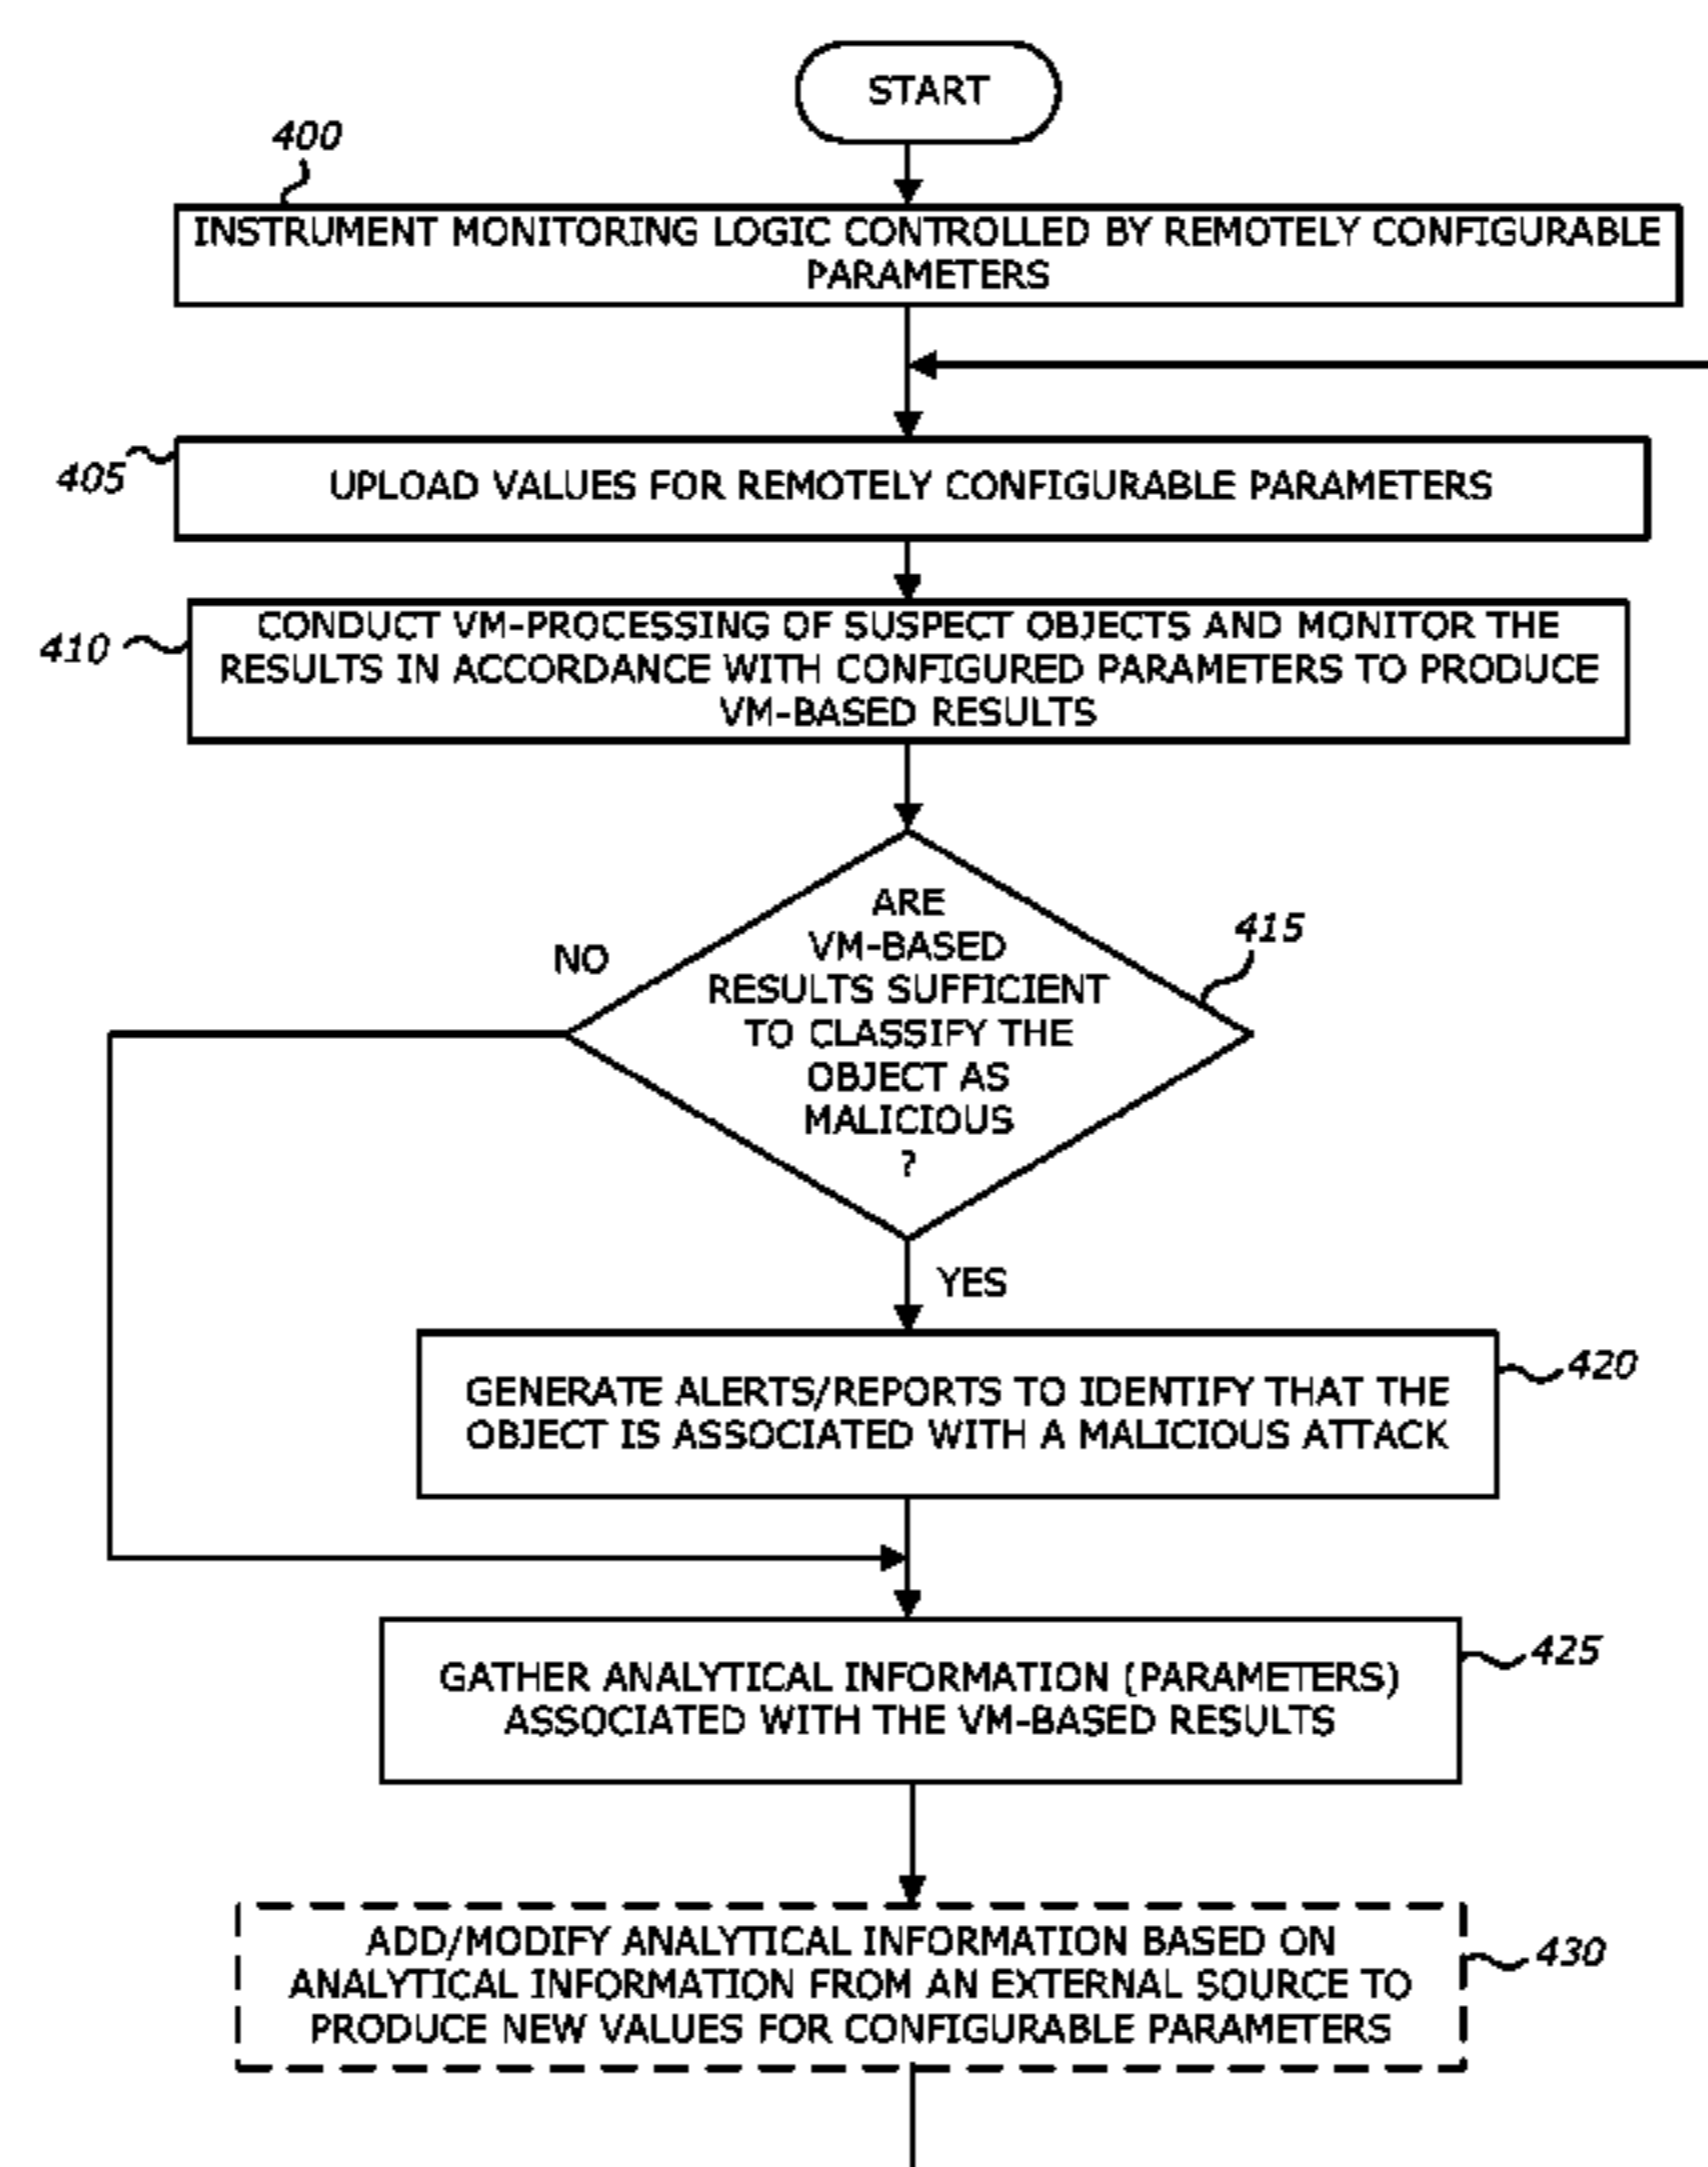 START
400
INSTRUMENT MONITORING LOGIC CONTROLLED BY REMOTELY CONFIGURABLE
PARAMETERS
405
UPLOAD VALUES FOR REMOTELY CONFIGURABLE PARAMETERS
410
CONDUCT VM-PROCESSING OF SUSPECT OBJECTS AND MONITOR THE
RESULTS IN ACCORDANCE WITH CONFIGURED PARAMETERS TO PRODUCE
VM-BASED RESULTS
ARE
VM-BASED
RESULTS SUFFICIENT
TO CLASSIFY THE
OBJECT AS
MALICIOUS
?
415
NO
YES
GENERATE ALERTS/REPORTS TO IDENTIFY THAT THE
OBJECT IS ASSOCIATED WITH A MALICIOUS ATTACK
420
GATHER ANALYTICAL INFORMATION (PARAMETERS)
ASSOCIATED WITH THE VM-BASED RESULTS
425
ADD/MODIFY ANALYTICAL INFORMATION BASED ON
ANALYTICAL INFORMATION FROM AN EXTERNAL SOURCE TO
PRODUCE NEW VALUES FOR CONFIGURABLE PARAMETERS
430